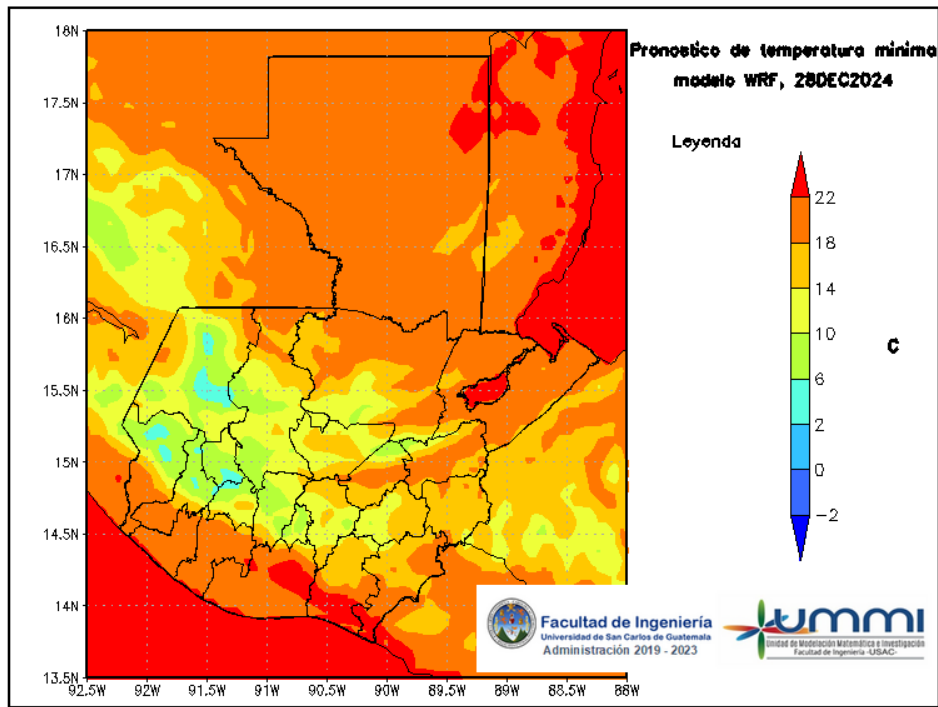 Pronostico de temperatura minima
modelo WRF, 28DEC2024
Leyenda
22
18
14
10
6
2
0
−2
C
18N
17.5N
17N
16.5N
16N
15.5N
15N
14.5N
14N
13.5N
92.5W
92W
91.5W
91W
90.5W
90W
89.5W
89W
88.5W
88W
Facultad de Ingeniería
Universidad de San Carlos de Guatemala
Administración 2019 - 2023
ummi
Unidad de Modelación Matemática e Investigación
Facultad de Ingeniería -USAC-